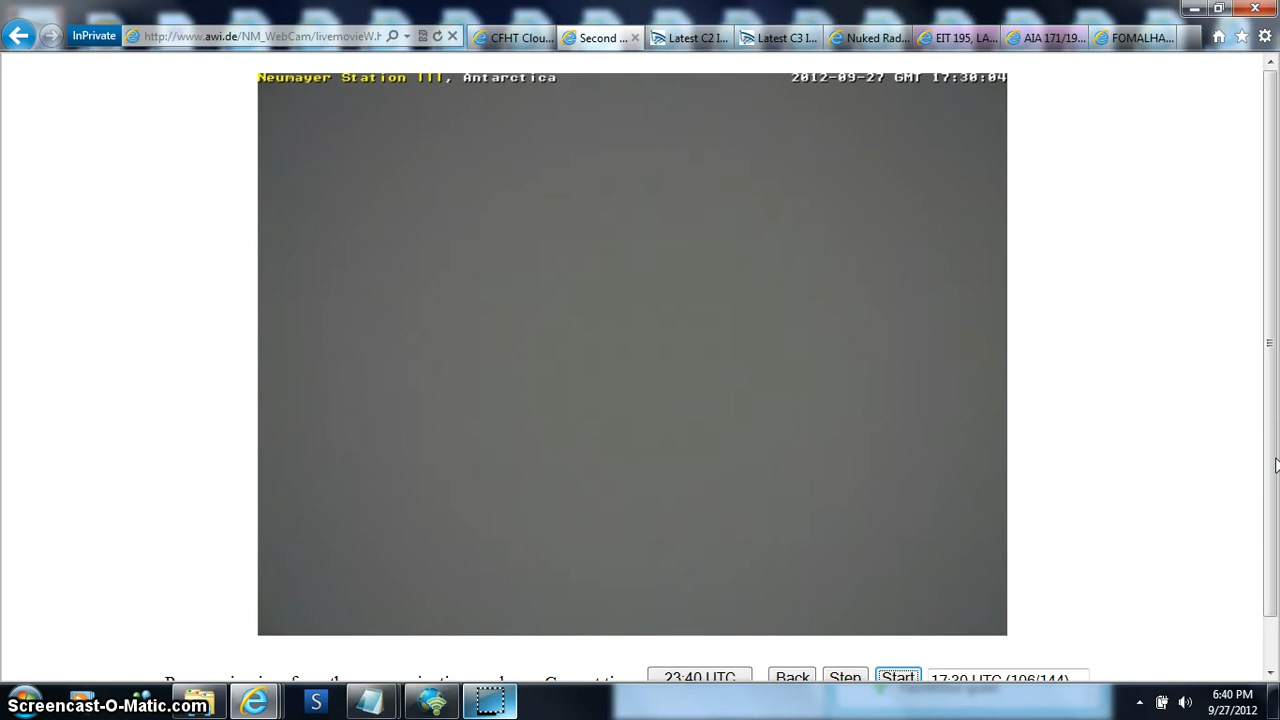 InPrivate
http://www.awi.de/NM_WebCam/livemovieW.h
CFHT Clou...
Second ...
Latest C2 I...
Latest C3 I...
Nuked Rad...
EIT 195, LA...
AIA 171/19...
FOMALHA...
Neumayer Station III, Antarctica
2012-09-27 GMT 17:30:04
23:40 UTC
Back
Step
Start
17:30 UTC (106/144)
S
Screencast-O-Matic.com
6:40 PM
9/27/2012